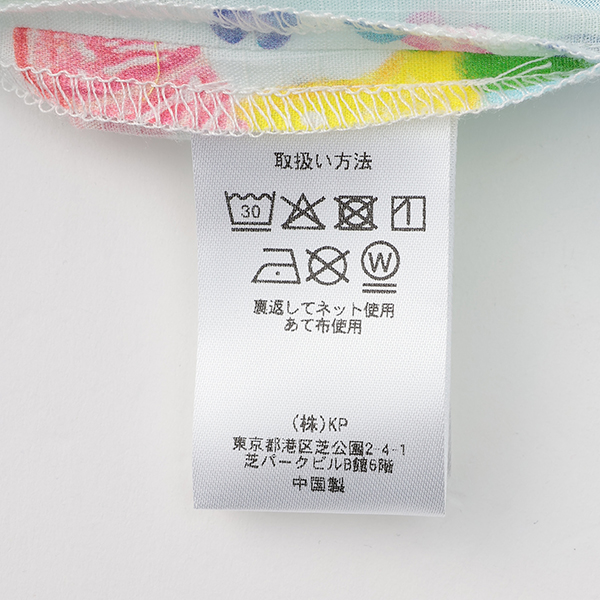 取扱い方法
30
W
裏返してネット使用
あて布使用
(株)KP
東京都港区芝公園2-4-1
芝パークビルB館6階
中国製